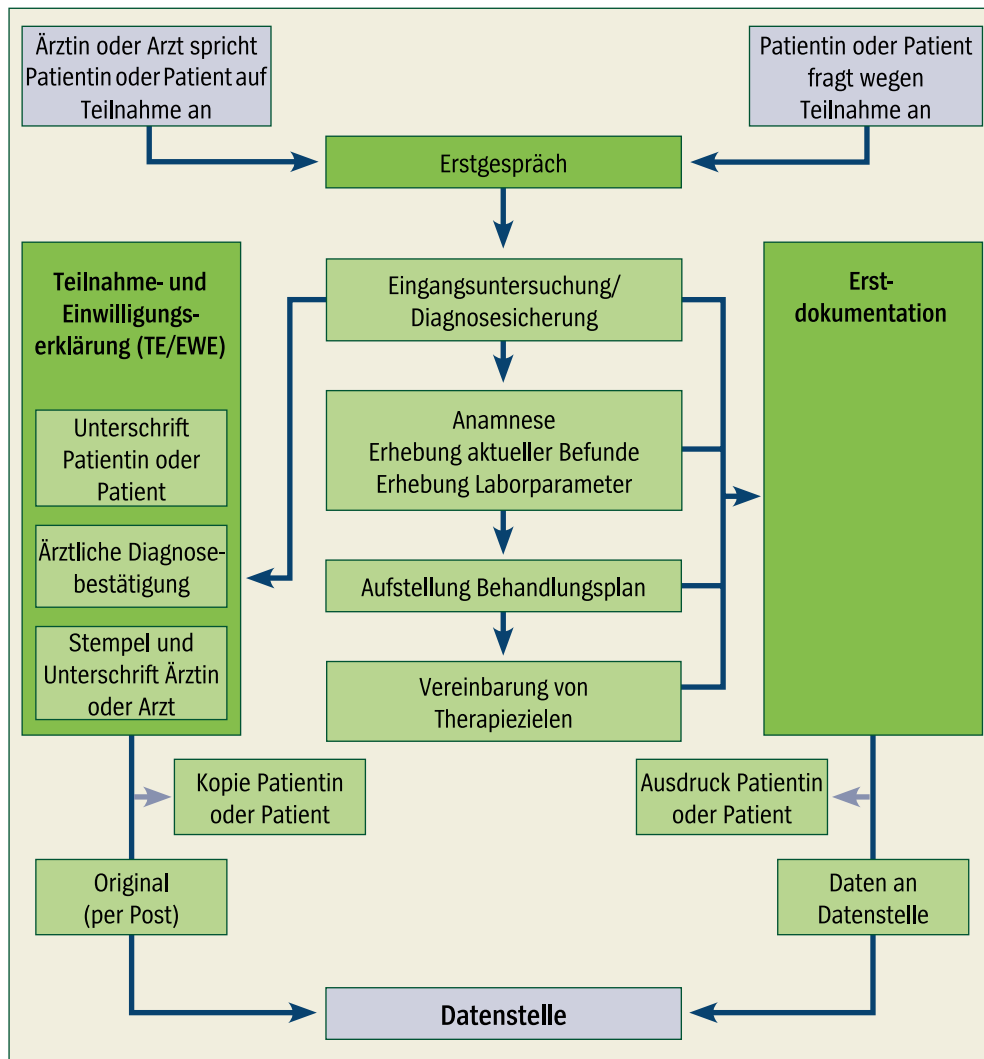 Ärztin oder Arzt spricht
Patientin oder Patient auf
Teilnahme an
Patientin oder Patient
fragt wegen
Teilnahme an
Erstgespräch
Teilnahme- und
Einwilligungs-
erklärung (TE/EWE)
Unterschrift
Patientin oder
Patient
Ärztliche Diagnose-
bestätigung
Stempel und
Unterschrift Ärztin
oder Arzt
Eingangsuntersuchung/
Diagnosesicherung
Anamnese
Erhebung aktueller Befunde
Erhebung Laborparameter
Aufstellung Behandlungsplan
Vereinbarung von
Therapiezielen
Erst-
dokumentation
Kopie Patientin
oder Patient
Ausdruck Patientin
oder Patient
Original
(per Post)
Daten an
Datenstelle
Datenstelle